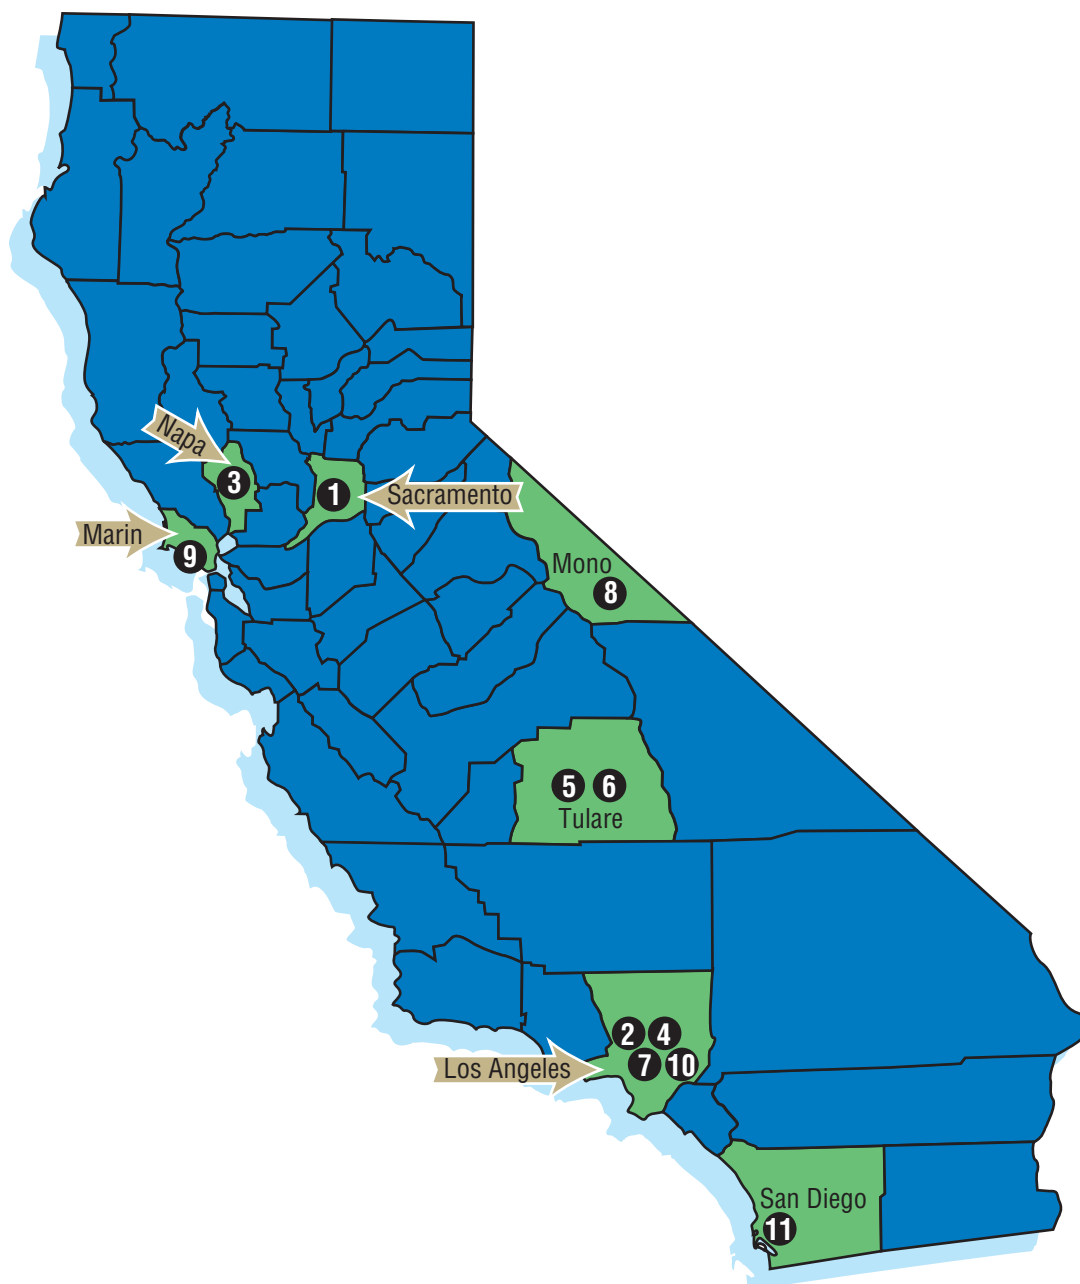 Napa
3
1
Sacramento
Marin
9
Mono
8
5 6
Tulare
2 4
7 10
Los Angeles
San Diego
11